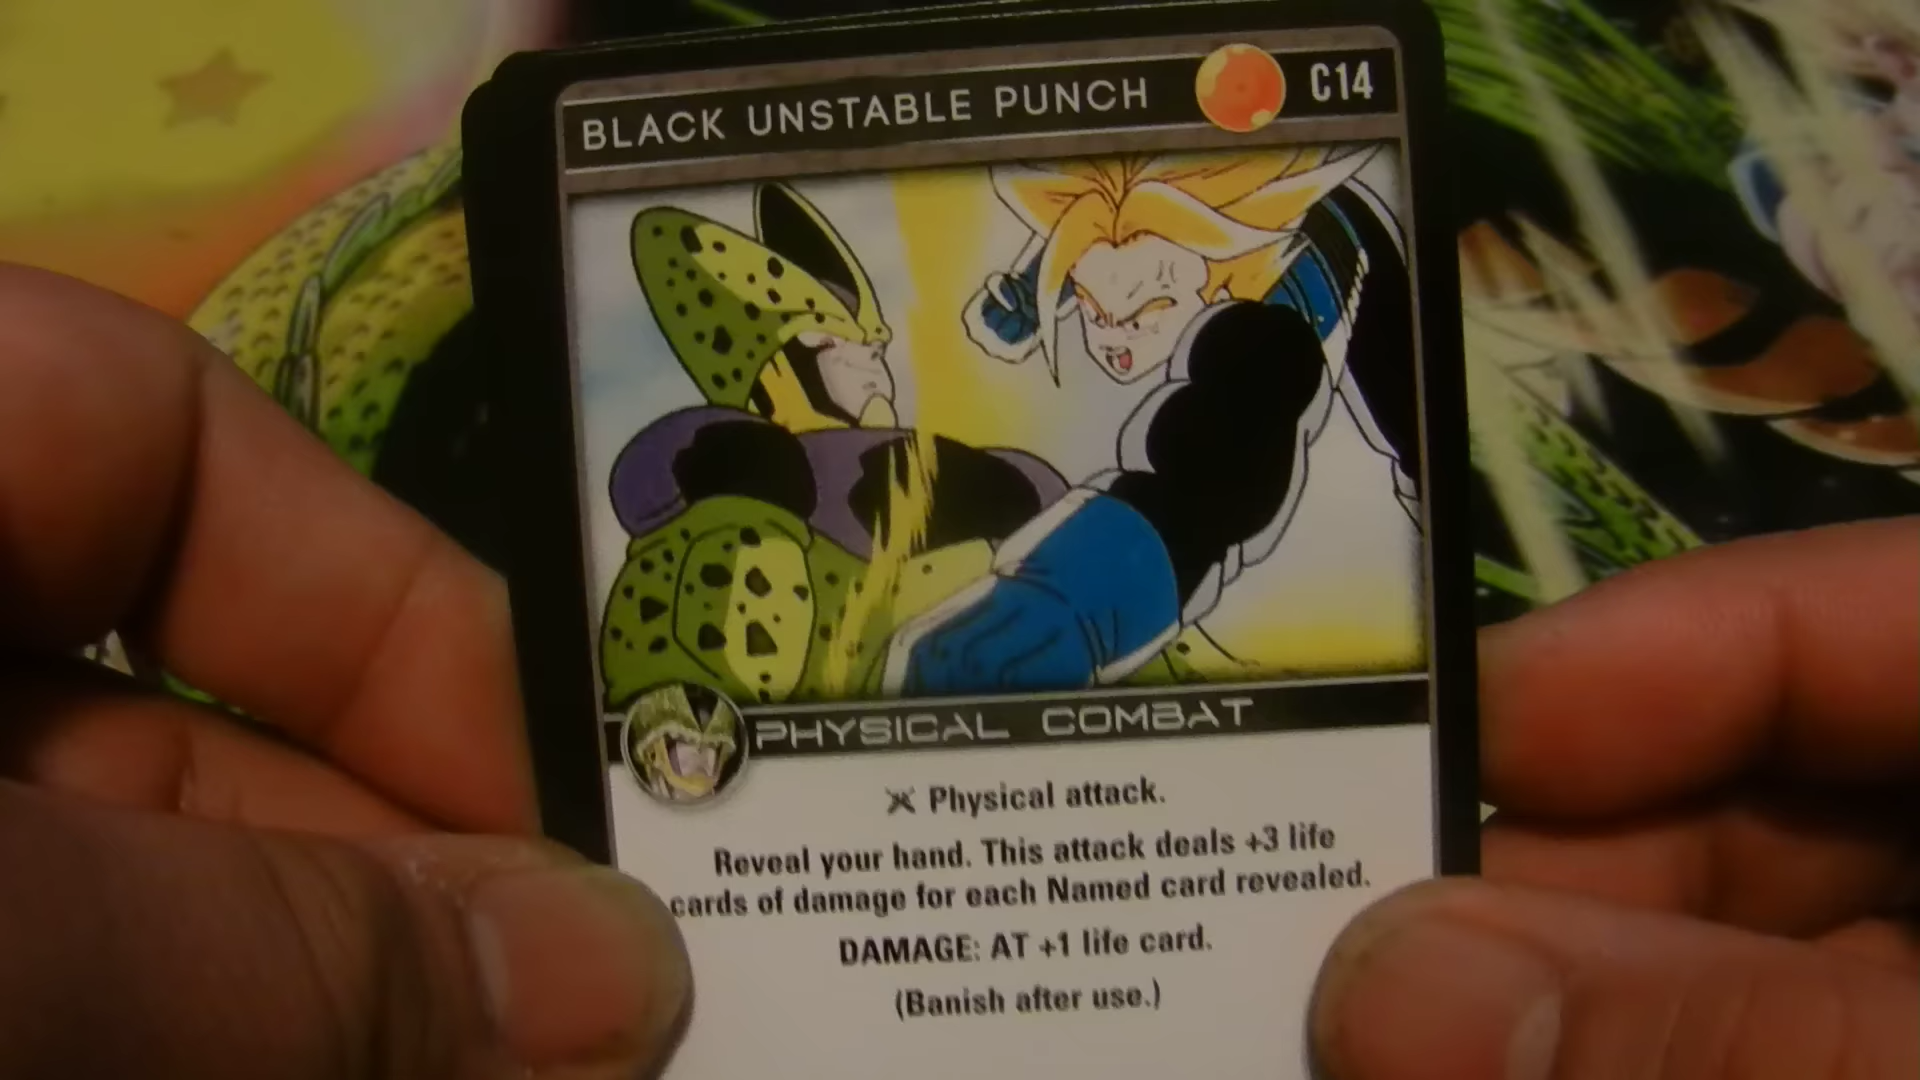 BLACK UNSTABLE PUNCH C14
PHYSICAL COMBAT
Physical attack.
Reveal your hand. This attack deals +3 life
cards of damage for each Named card revealed.
DAMAGE: AT +1 life card.
(Banish after use.)